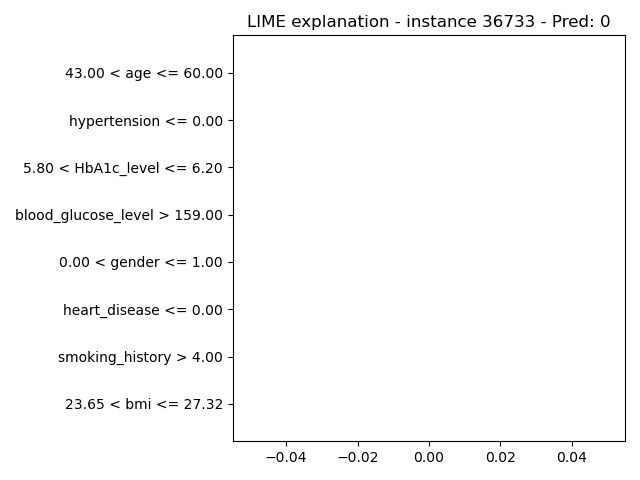 LIME explanation - instance 36733 - Pred: 0
43.00 < age <= 60.00
hypertension <= 0.00
5.80 < HbA1c_level <= 6.20
blood_glucose_level > 159.00
0.00 < gender <= 1.00
heart_disease <= 0.00
smoking_history > 4.00
23.65 < bmi <= 27.32
−0.04 −0.02 0.00 0.02 0.04